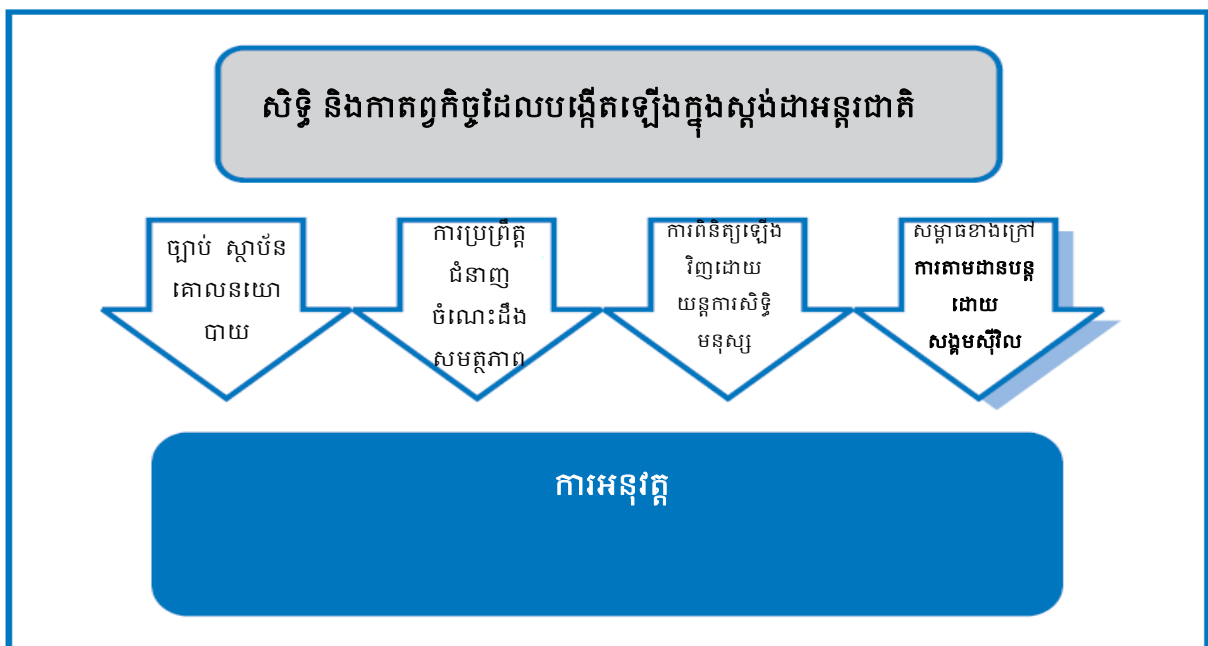 សិទ្ធិ និងកាតព្វកិច្ចដែលបង្កើតឡើងក្នុងស្តង់ដាអន្តរជាតិ
ច្បាប់ ស្ថាប័ន
គោលនយោ
បាយ
ការប្រព្រឹត្ត
ជំនាញ
ចំណេះដឹង
សមត្ថភាព
ការពិនិត្យឡើង
វិញដោយ
យន្តការសិទ្ធិ
មនុស្ស
សម្ពាធខាងក្រៅ
ការតាមដានបន្ត
ដោយ
សង្គមស៊ីវិល
ការអនុវត្ត